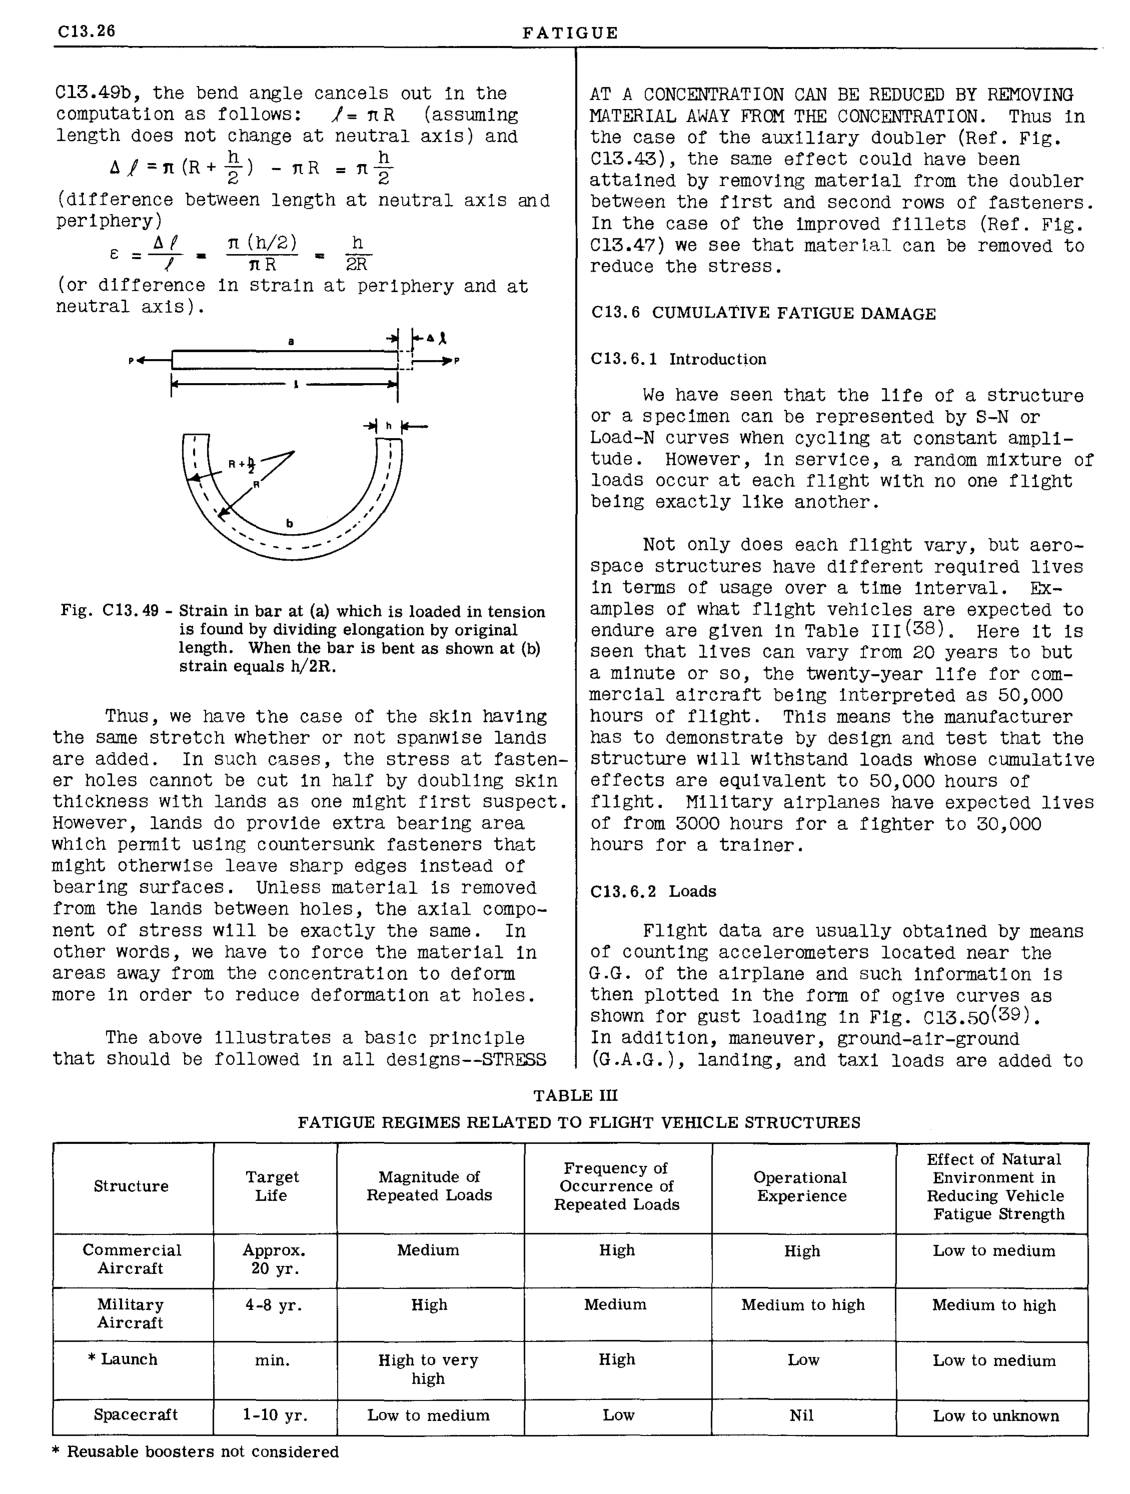 C13.26
FATIGUE
C13.49b, the bend angle cancels out in the
computation as follows: ℓ = πR (assuming
length does not change at neutral axis) and
Δℓ = π (R + h/2) - πR = π h/2
(difference between length at neutral axis and
periphery)
ε = Δℓ/ℓ = π (h/2)/πR = h/2R
(or difference in strain at periphery and at
neutral axis).
a
Δℓ
P
P
ℓ
h
R + h/2
R
b
Fig. C13.49 - Strain in bar at (a) which is loaded in tension
is found by dividing elongation by original
length. When the bar is bent as shown at (b)
strain equals h/2R.
Thus, we have the case of the skin having
the same stretch whether or not spanwise lands
are added. In such cases, the stress at fasten-
er holes cannot be cut in half by doubling skin
thickness with lands as one might first suspect.
However, lands do provide extra bearing area
which permit using countersunk fasteners that
might otherwise leave sharp edges instead of
bearing surfaces. Unless material is removed
from the lands between holes, the axial compo-
nent of stress will be exactly the same. In
other words, we have to force the material in
areas away from the concentration to deform
more in order to reduce deformation at holes.
The above illustrates a basic principle
that should be followed in all designs--STRESS
AT A CONCENTRATION CAN BE REDUCED BY REMOVING
MATERIAL AWAY FROM THE CONCENTRATION. Thus in
the case of the auxiliary doubler (Ref. Fig.
C13.43), the same effect could have been
attained by removing material from the doubler
between the first and second rows of fasteners.
In the case of the improved fillets (Ref. Fig.
C13.47) we see that material can be removed to
reduce the stress.
C13.6 CUMULATIVE FATIGUE DAMAGE
C13.6.1 Introduction
We have seen that the life of a structure
or a specimen can be represented by S-N or
Load-N curves when cycling at constant ampli-
tude. However, in service, a random mixture of
loads occur at each flight with no one flight
being exactly like another.
Not only does each flight vary, but aero-
space structures have different required lives
in terms of usage over a time interval. Ex-
amples of what flight vehicles are expected to
endure are given in Table III(38). Here it is
seen that lives can vary from 20 years to but
a minute or so, the twenty-year life for com-
mercial aircraft being interpreted as 50,000
hours of flight. This means the manufacturer
has to demonstrate by design and test that the
structure will withstand loads whose cumulative
effects are equivalent to 50,000 hours of
flight. Military airplanes have expected lives
of from 3000 hours for a fighter to 30,000
hours for a trainer.
C13.6.2 Loads
Flight data are usually obtained by means
of counting accelerometers located near the
G.G. of the airplane and such information is
then plotted in the form of ogive curves as
shown for gust loading in Fig. C13.50(39).
In addition, maneuver, ground-air-ground
(G.A.G.), landing, and taxi loads are added to
TABLE III
FATIGUE REGIMES RELATED TO FLIGHT VEHICLE STRUCTURES
Structure
Target
Life
Magnitude of
Repeated Loads
Frequency of
Occurrence of
Repeated Loads
Operational
Experience
Effect of Natural
Environment in
Reducing Vehicle
Fatigue Strength
Commercial
Aircraft
Approx.
20 yr.
Medium
High
High
Low to medium
Military
Aircraft
4-8 yr.
High
Medium
Medium to high
Medium to high
* Launch
min.
High to very
high
High
Low
Low to medium
Spacecraft
1-10 yr.
Low to medium
Low
Nil
Low to unknown
* Reusable boosters not considered